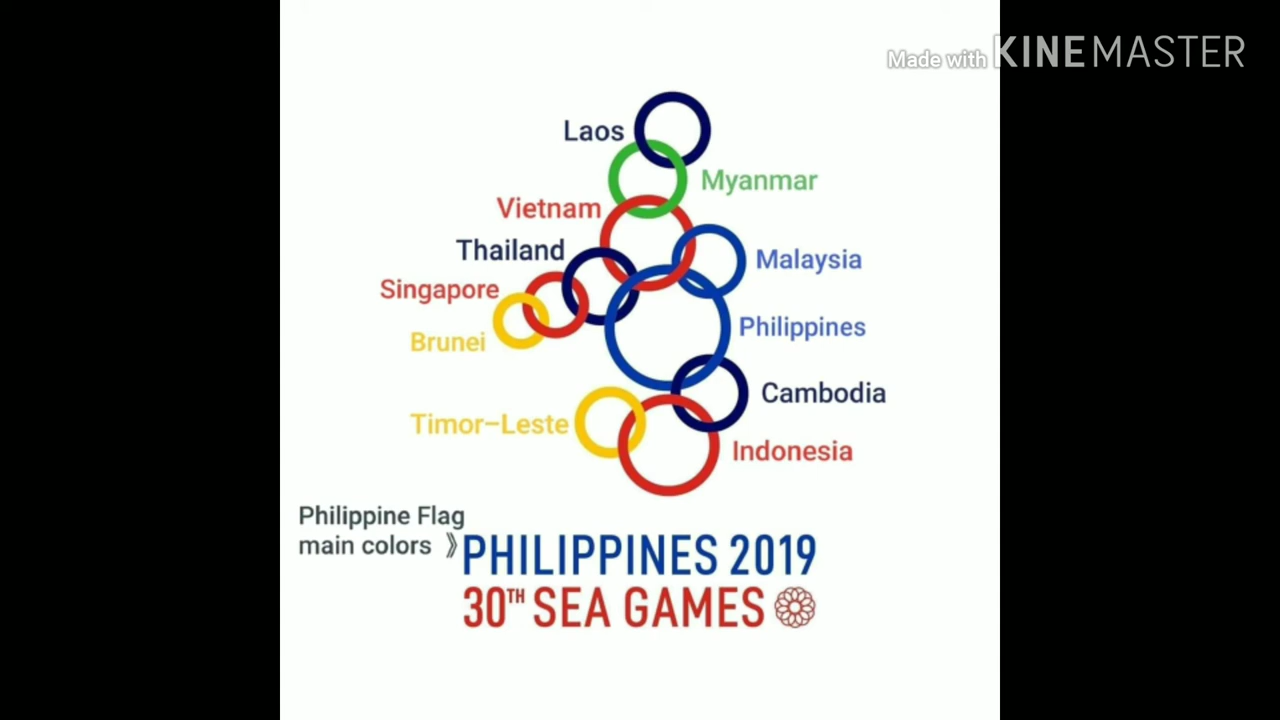 Made with KINEMASTER
Laos
Myanmar
Vietnam
Thailand
Malaysia
Singapore
Philippines
Brunei
Cambodia
Timor-Leste
Indonesia
Philippine Flag
main colors 》
PHILIPPINES 2019
30TH SEA GAMES